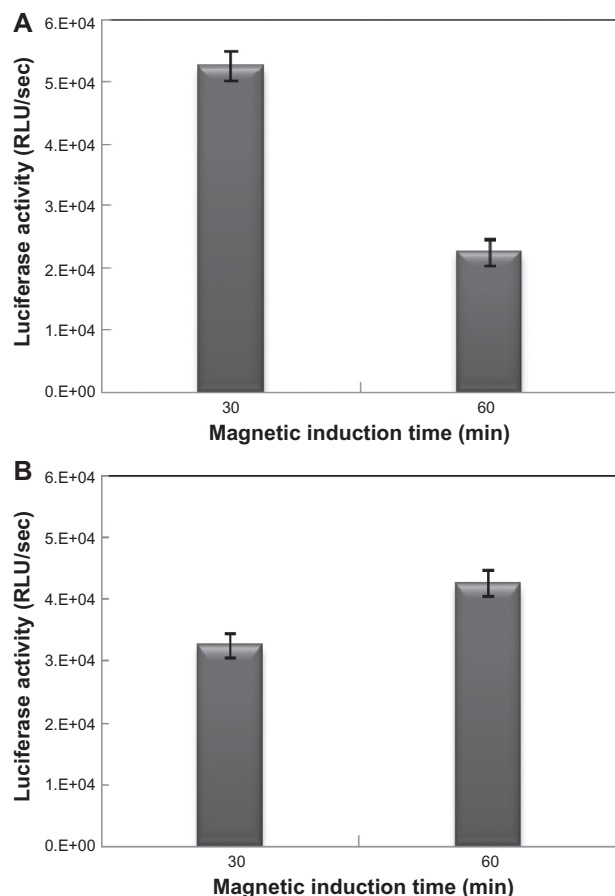 A
Luciferase activity (RLU/sec)
6.E+04
5.E+04
4.E+04
3.E+04
2.E+04
1.E+04
0.E+00
30
60
Magnetic induction time (min)
B
Luciferase activity (RLU/sec)
6.E+04
5.E+04
4.E+04
3.E+04
2.E+04
1.E+04
0.E+00
30
60
Magnetic induction time (min)